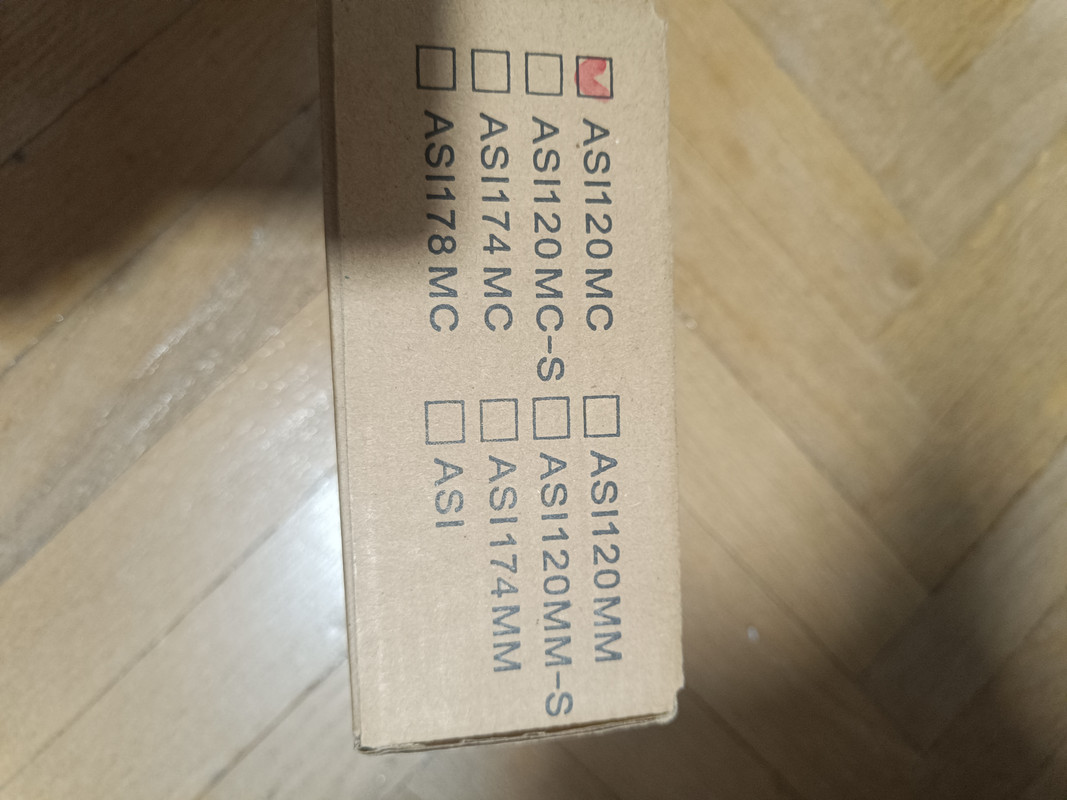 ASI120MC ASI120MM
ASI120MC-S ASI120MM-S
ASI174MC ASI174MM
ASI178MC ASI